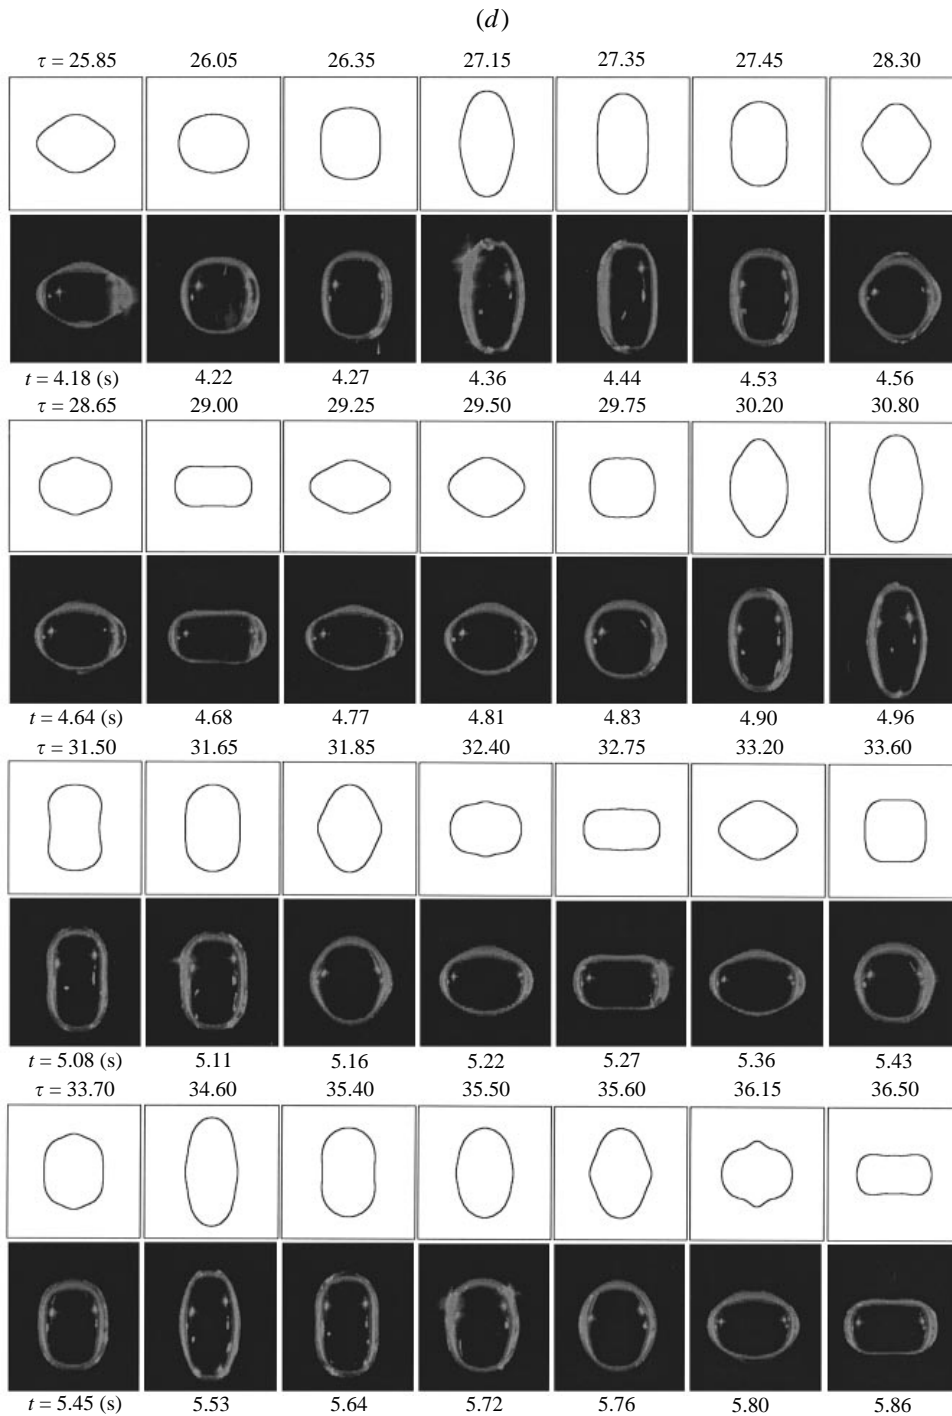 (d)
τ = 25.85 26.05 26.35 27.15 27.35 27.45 28.30
t = 4.18 (s) 4.22 4.27 4.36 4.44 4.53 4.56
τ = 28.65 29.00 29.25 29.50 29.75 30.20 30.80
t = 4.64 (s) 4.68 4.77 4.81 4.83 4.90 4.96
τ = 31.50 31.65 31.85 32.40 32.75 33.20 33.60
t = 5.08 (s) 5.11 5.16 5.22 5.27 5.36 5.43
τ = 33.70 34.60 35.40 35.50 35.60 36.15 36.50
t = 5.45 (s) 5.53 5.64 5.72 5.76 5.80 5.86